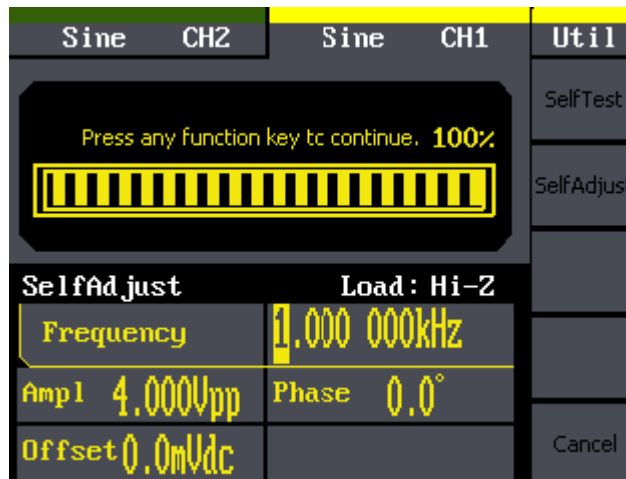 Sine CH2 Sine CH1 Util
SelfTest
Press any function key tc continue. 100%
SelfAdjus
SelfAdjust Load: Hi-Z
Frequency 1.000 000kHz
Ampl 4.000Vpp Phase 0.0°
Offset 0.0mVdc
Cancel